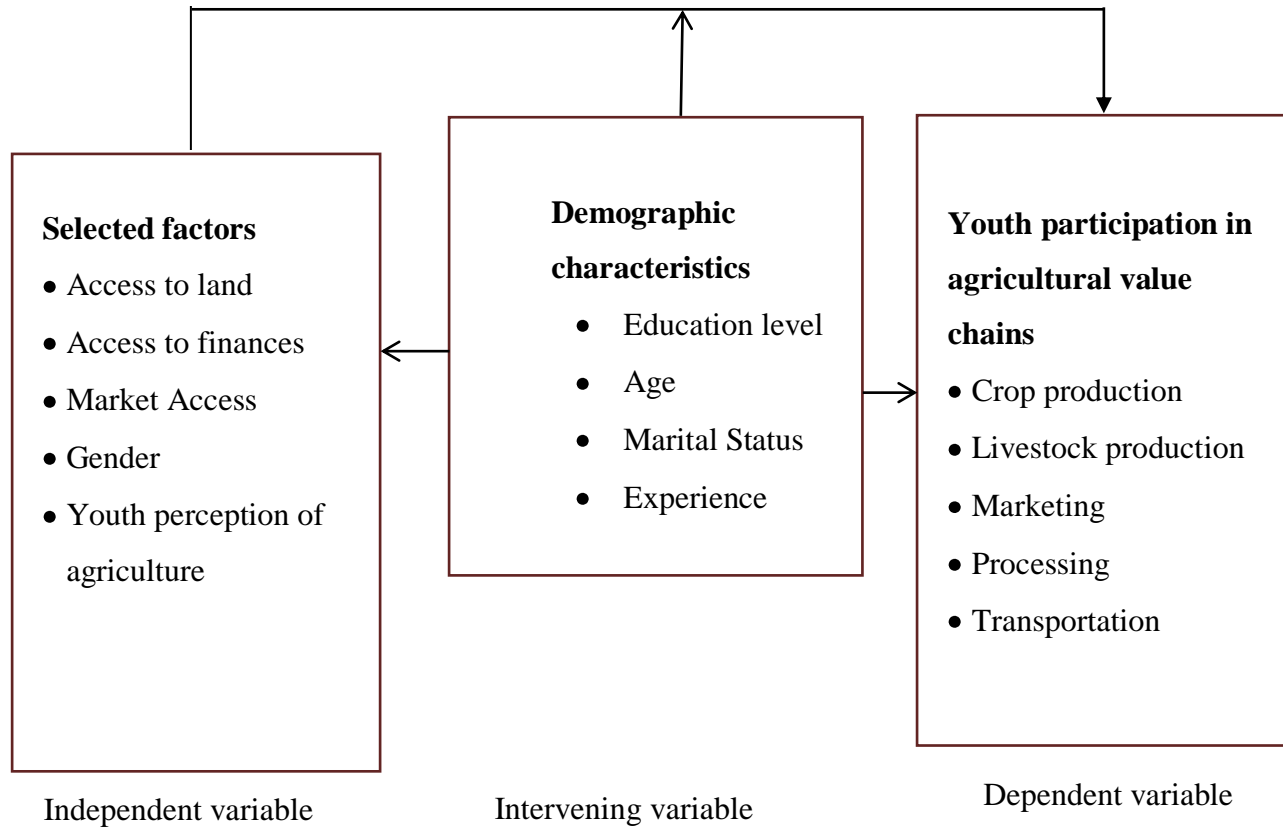 Selected factors
• Access to land
• Access to finances
• Market Access
• Gender
• Youth perception of
agriculture
Independent variable
Demographic
characteristics
• Education level
• Age
• Marital Status
• Experience
Intervening variable
Youth participation in
agricultural value
chains
• Crop production
• Livestock production
• Marketing
• Processing
• Transportation
Dependent variable